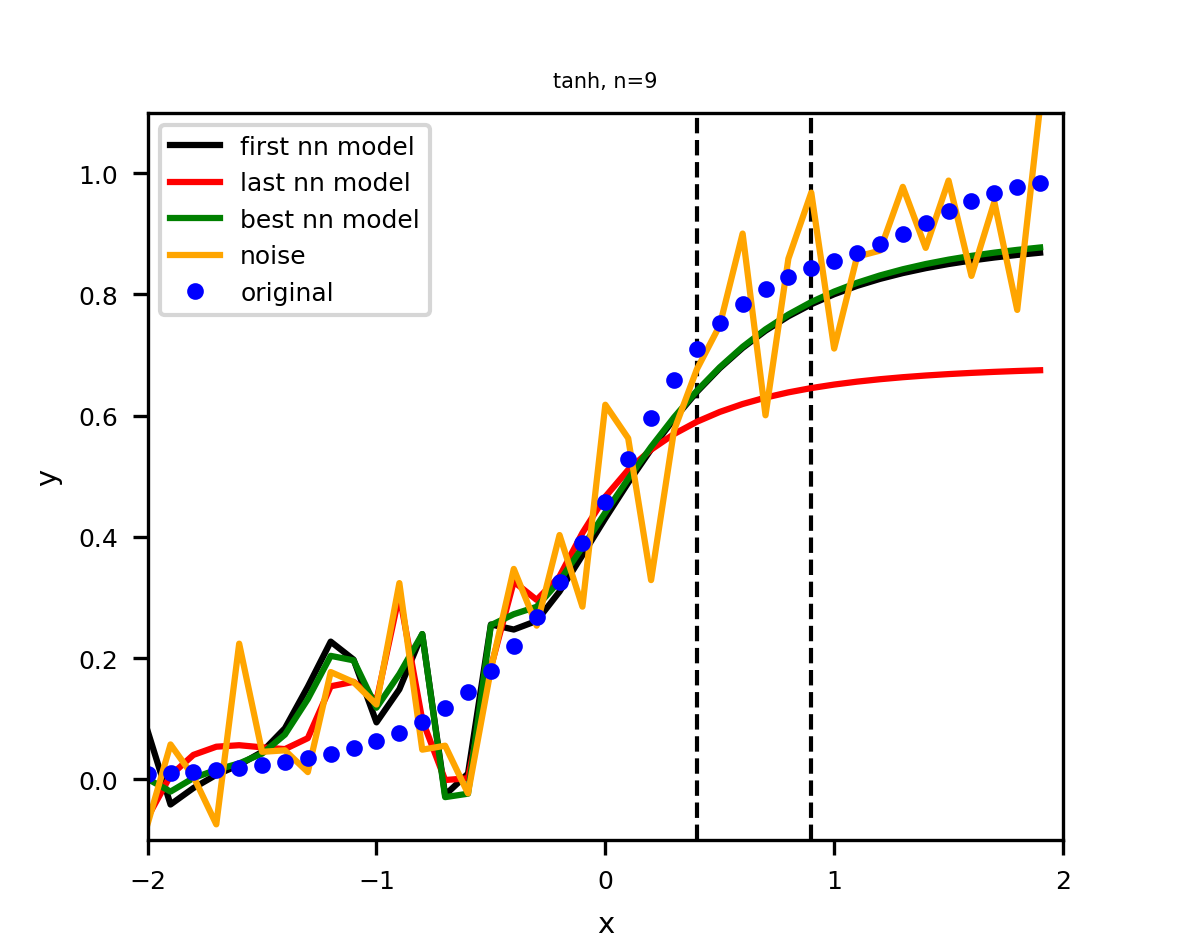 tanh, n=9
first nn model
last nn model
best nn model
noise
original
1.0
0.8
0.6
0.4
0.2
0.0
y
−2
−1
0
1
2
x